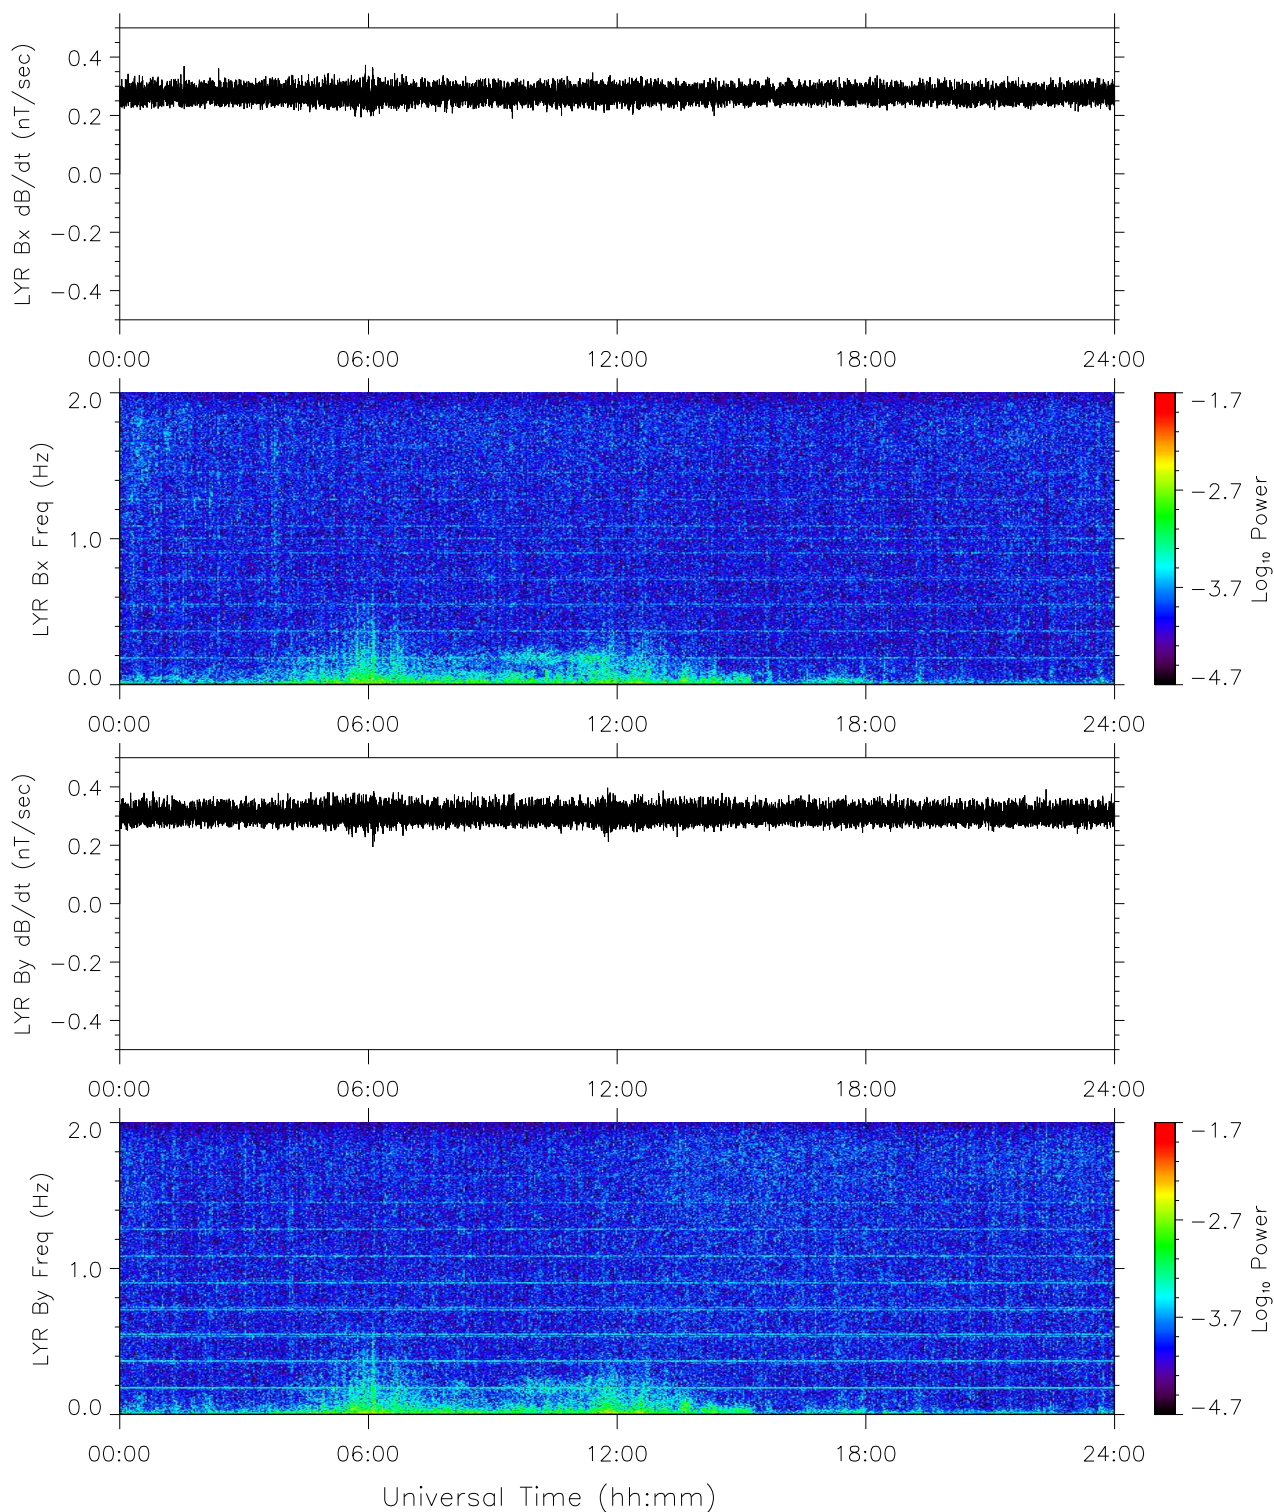 LYR Bx dB/dt (nT/sec)
0.4
0.2
0.0
−0.2
−0.4
00:00 06:00 12:00 18:00 24:00
LYR Bx Freq (Hz)
2.0
1.0
0.0
−1.7
−2.7
−3.7
−4.7
Log₁₀ Power
00:00 06:00 12:00 18:00 24:00
LYR By dB/dt (nT/sec)
0.4
0.2
0.0
−0.2
−0.4
00:00 06:00 12:00 18:00 24:00
LYR By Freq (Hz)
2.0
1.0
0.0
−1.7
−2.7
−3.7
−4.7
Log₁₀ Power
00:00 06:00 12:00 18:00 24:00
Universal Time (hh:mm)